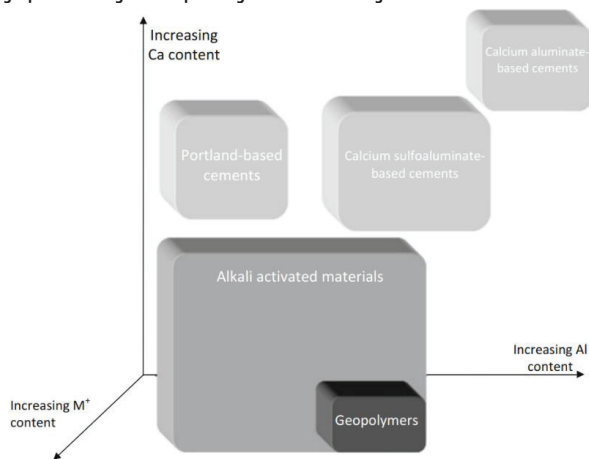 Increasing
Ca content
Calcium aluminate-
based cements
Portland-based
cements
Calcium sulfoaluminate-
based cements
Alkali activated materials
Increasing Al
content
Increasing M⁺
content
Geopolymers